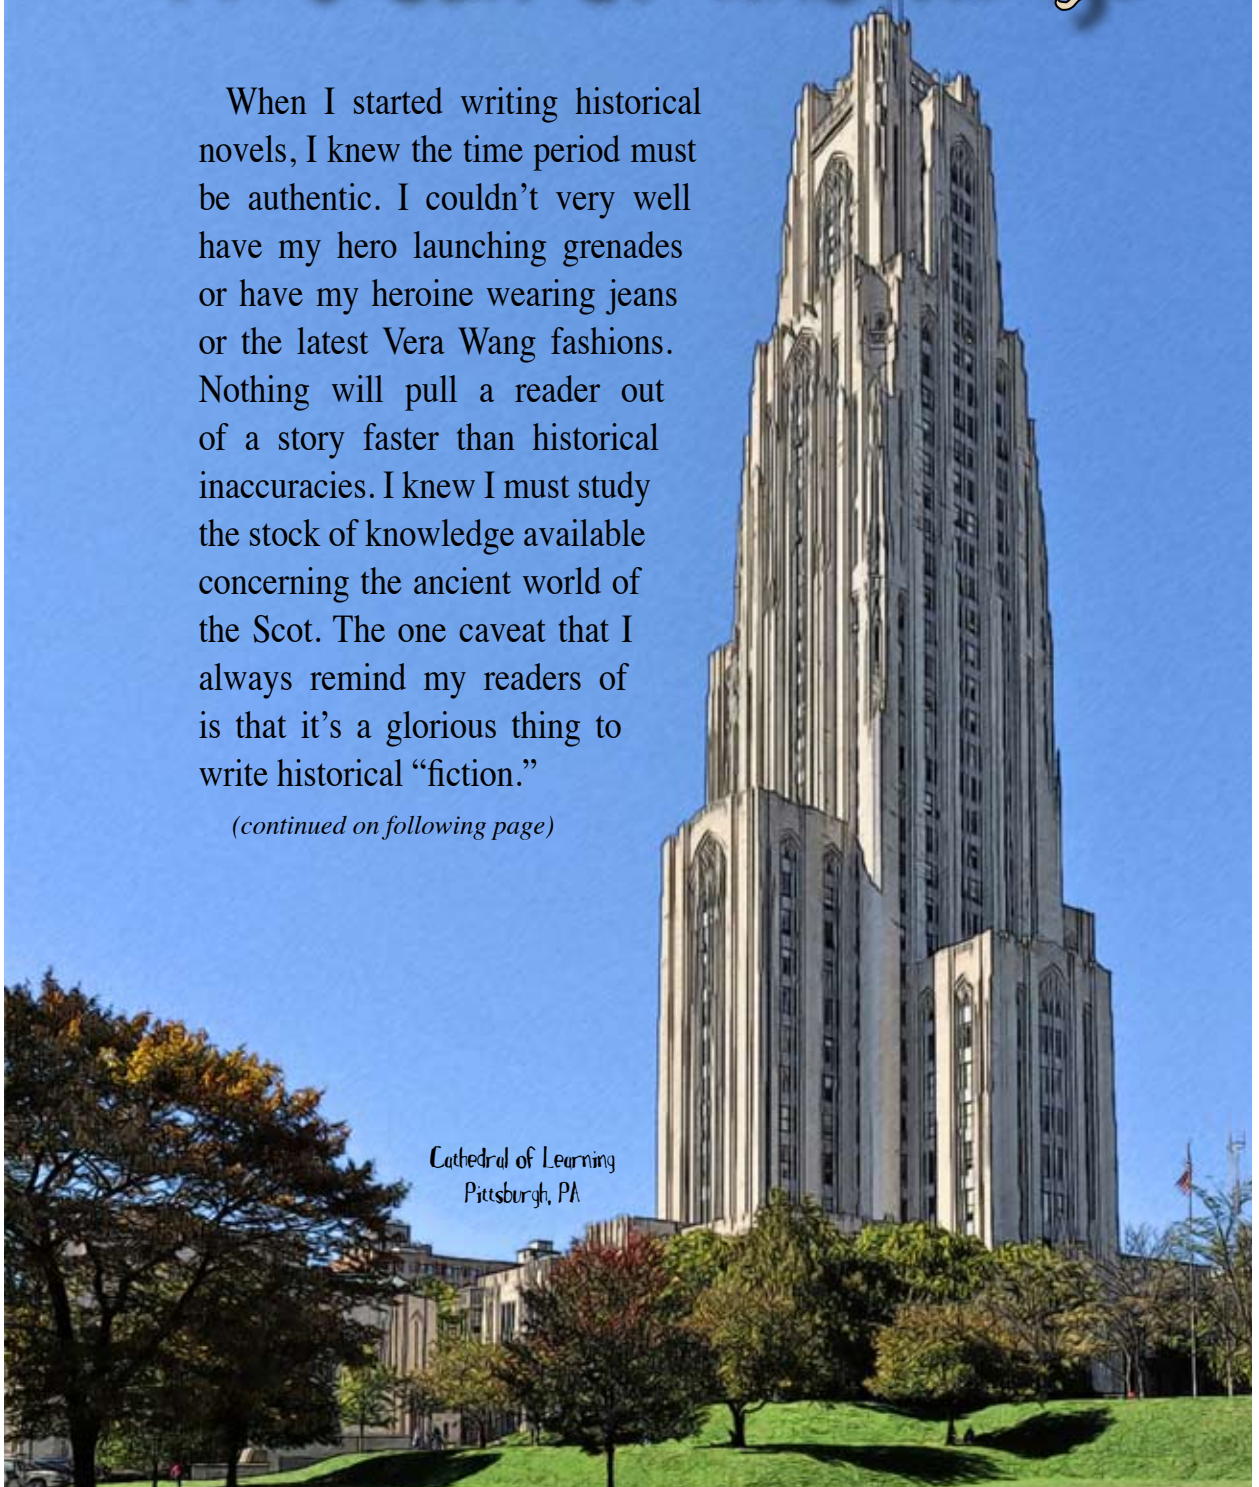 When I started writing historical
novels, I knew the time period must
be authentic. I couldn’t very well
have my hero launching grenades
or have my heroine wearing jeans
or the latest Vera Wang fashions.
Nothing will pull a reader out
of a story faster than historical
inaccuracies. I knew I must study
the stock of knowledge available
concerning the ancient world of
the Scot. The one caveat that I
always remind my readers of
is that it’s a glorious thing to
write historical “fiction.”
(continued on following page)
Cathedral of Learning
Pittsburgh, PA